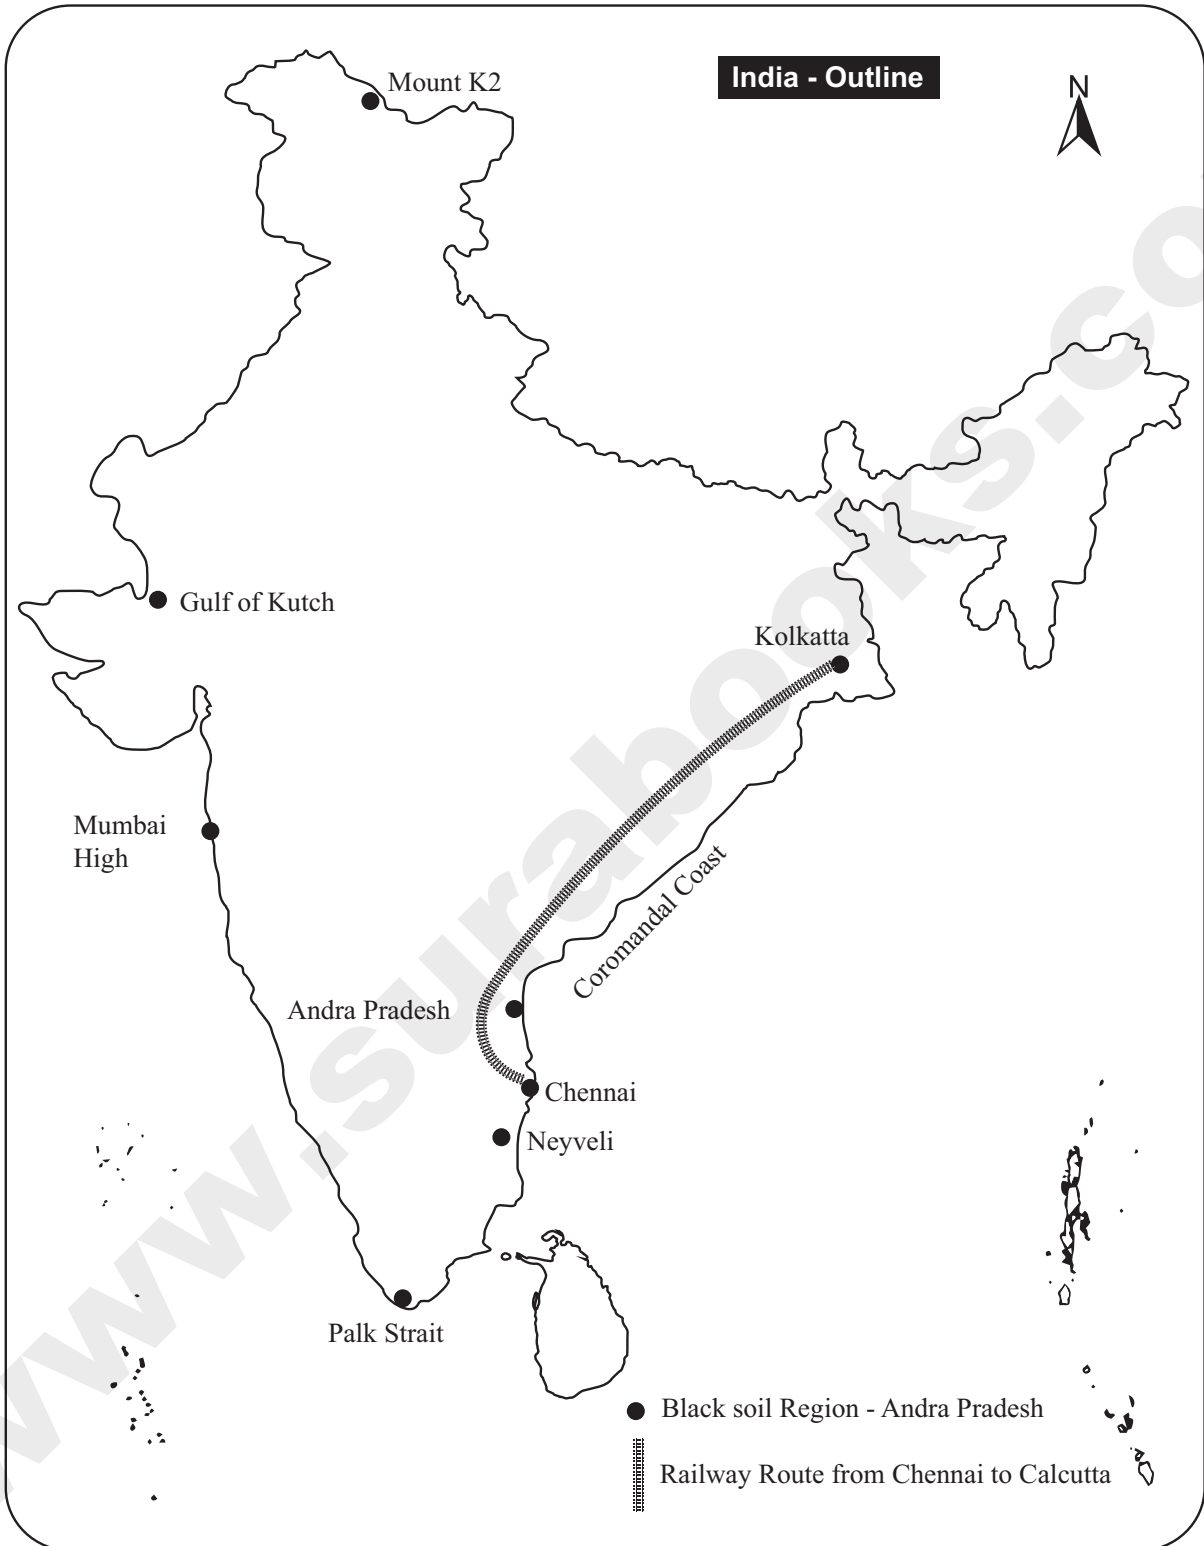 India - Outline
N
Mount K2
Gulf of Kutch
Kolkatta
Mumbai
High
Coromandal Coast
Andra Pradesh
Chennai
Neyveli
Palk Strait
Black soil Region - Andra Pradesh
Railway Route from Chennai to Calcutta
www.surabooks.co